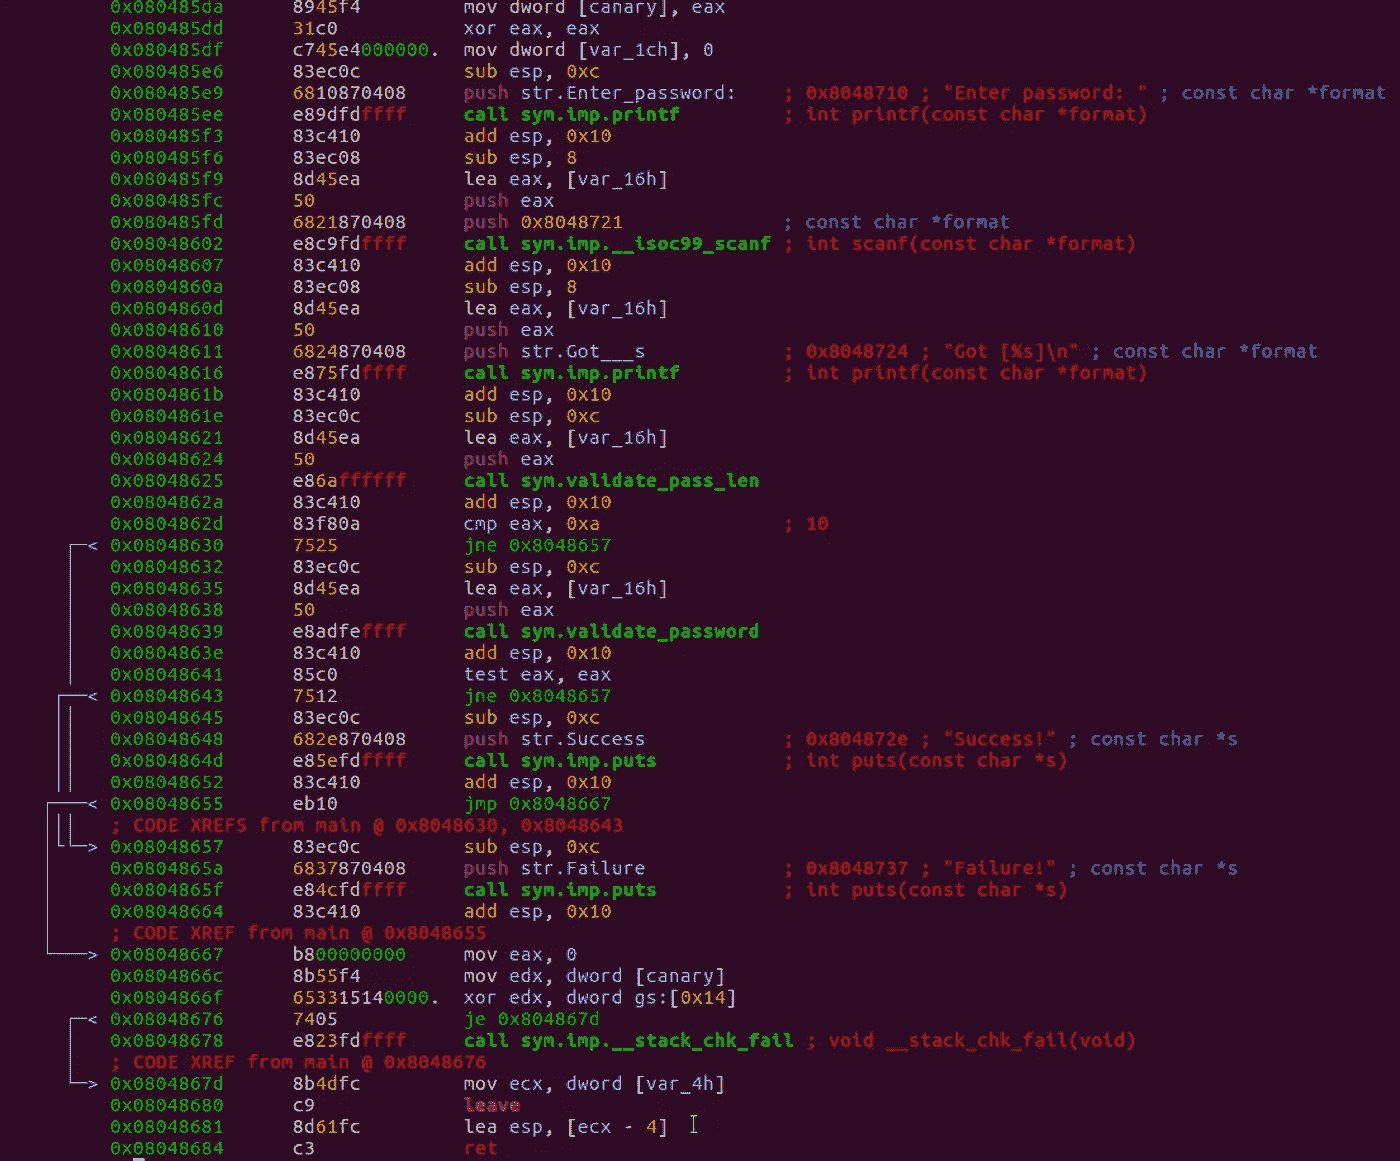 0x080485da 8945f4 mov dword [canary], eax
0x080485dd 31c0 xor eax, eax
0x080485df c745e4000000. mov dword [var_1ch], 0
0x080485e6 83ec0c sub esp, 0xc
0x080485e9 6810870408 push str.Enter_password: ; 0x8048710 ; "Enter password: " ; const char *format
0x080485ee e89dfdffff call sym.imp.printf ; int printf(const char *format)
0x080485f3 83c410 add esp, 0x10
0x080485f6 83ec08 sub esp, 8
0x080485f9 8d45ea lea eax, [var_16h]
0x080485fc 50 push eax
0x080485fd 6821870408 push 0x8048721 ; const char *format
0x08048602 e8c9fdffff call sym.imp.__isoc99_scanf ; int scanf(const char *format)
0x08048607 83c410 add esp, 0x10
0x0804860a 83ec08 sub esp, 8
0x0804860d 8d45ea lea eax, [var_16h]
0x08048610 50 push eax
0x08048611 6824870408 push str.Got___s ; 0x8048724 ; "Got [%s]\n" ; const char *format
0x08048616 e875fdffff call sym.imp.printf ; int printf(const char *format)
0x0804861b 83c410 add esp, 0x10
0x0804861e 83ec0c sub esp, 0xc
0x08048621 8d45ea lea eax, [var_16h]
0x08048624 50 push eax
0x08048625 e86affffff call sym.validate_pass_len
0x0804862a 83c410 add esp, 0x10
0x0804862d 83f80a cmp eax, 0xa ; 10
0x08048630 7525 jne 0x8048657
0x08048632 83ec0c sub esp, 0xc
0x08048635 8d45ea lea eax, [var_16h]
0x08048638 50 push eax
0x08048639 e8adfeffff call sym.validate_password
0x0804863e 83c410 add esp, 0x10
0x08048641 85c0 test eax, eax
0x08048643 7512 jne 0x8048657
0x08048645 83ec0c sub esp, 0xc
0x08048648 682e870408 push str.Success ; 0x804872e ; "Success!" ; const char *s
0x0804864d e85efdffff call sym.imp.puts ; int puts(const char *s)
0x08048652 83c410 add esp, 0x10
0x08048655 eb10 jmp 0x8048667
; CODE XREFS from main @ 0x8048630, 0x8048643
0x08048657 83ec0c sub esp, 0xc
0x0804865a 6837870408 push str.Failure ; 0x8048737 ; "Failure!" ; const char *s
0x0804865f e84cfdffff call sym.imp.puts ; int puts(const char *s)
0x08048664 83c410 add esp, 0x10
; CODE XREF from main @ 0x8048655
0x08048667 b800000000 mov eax, 0
0x0804866c 8b55f4 mov edx, dword [canary]
0x0804866f 653315140000. xor edx, dword gs:[0x14]
0x08048676 7405 je 0x804867d
0x08048678 e823fdffff call sym.imp.__stack_chk_fail ; void __stack_chk_fail(void)
; CODE XREF from main @ 0x8048676
0x0804867d 8b4dfc mov ecx, dword [var_4h]
0x08048680 c9 leave
0x08048681 8d61fc lea esp, [ecx - 4]
0x08048684 c3 ret